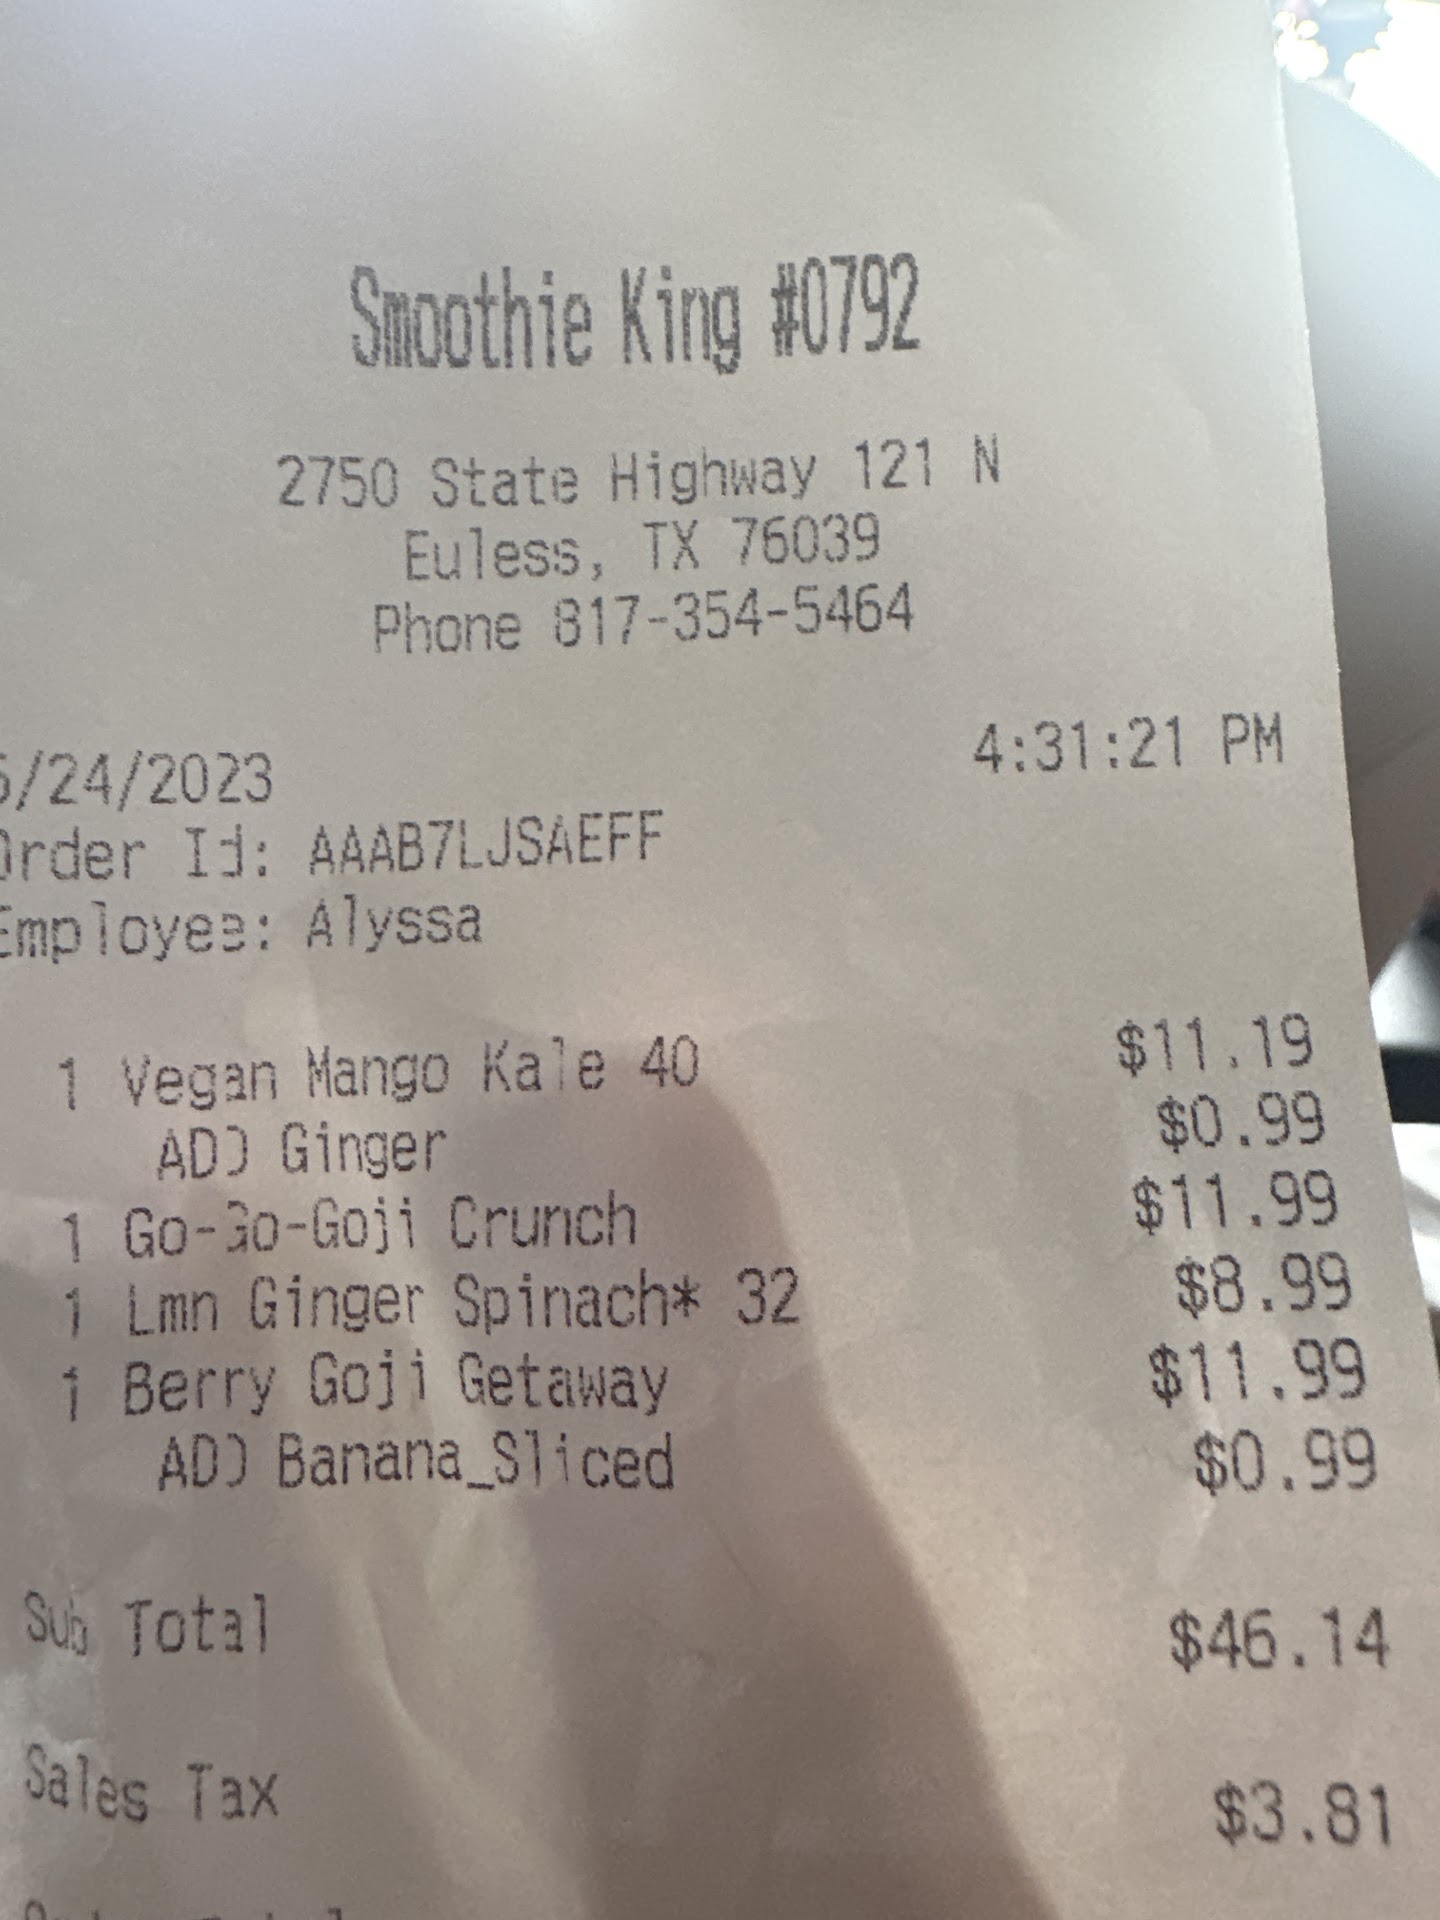 Smoothie King #0792
2750 State Highway 121 N
Euless, TX 76039
Phone 817-354-5464
5/24/2023 4:31:21 PM
Order Id: AAAB7LJSAEFF
Employee: Alyssa
1 Vegan Mango Kale 40 $11.19
ADD Ginger $0.99
1 Go-Go-Goji Crunch $11.99
1 Lmn Ginger Spinach* 32 $8.99
1 Berry Goji Getaway $11.99
ADD Banana_Sliced $0.99
Sub Total $46.14
Sales Tax $3.81